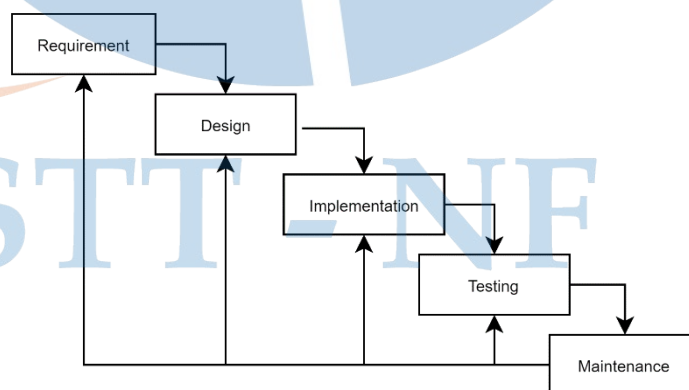 Requirement
Design
Implementation
STT - NF
Testing
Maintenance